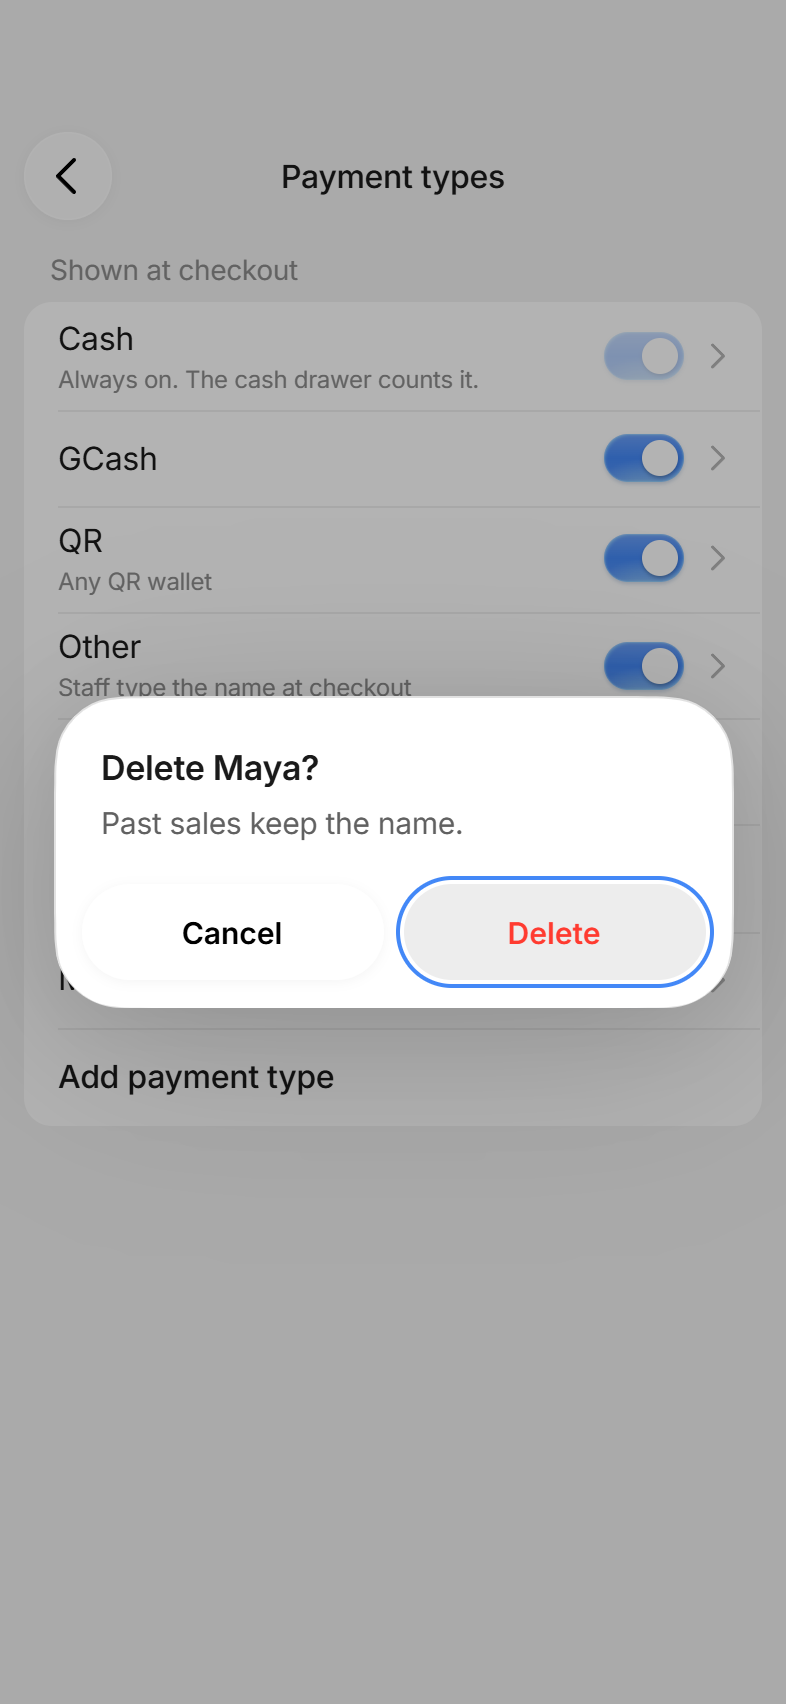 Payment types
Shown at checkout
Cash
Always on. The cash drawer counts it.
GCash
QR
Any QR wallet
Other
Staff type the name at checkout
Delete Maya?
Past sales keep the name.
Cancel
Delete
Add payment type